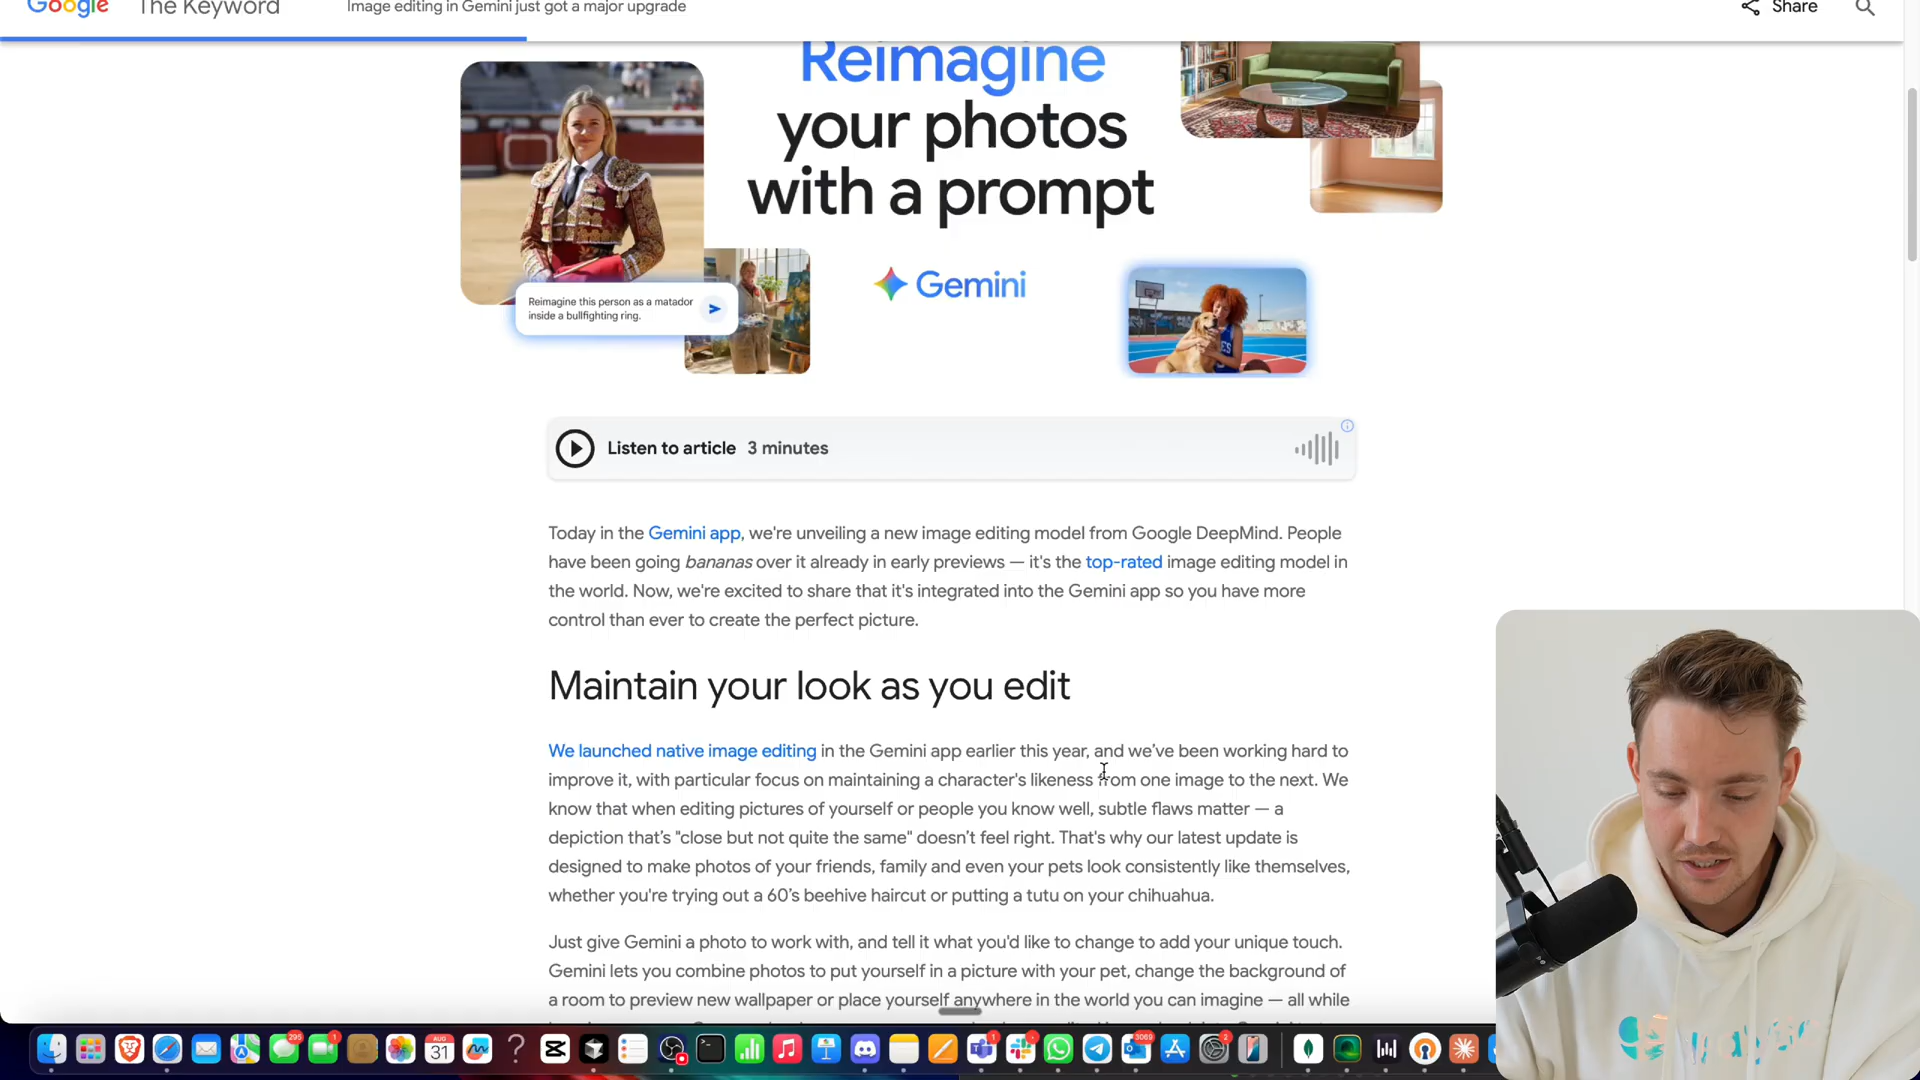 Google The Keyword Image editing in Gemini just got a major upgrade Share
Reimagine
your photos
with a prompt
Gemini
Reimagine this person as a matador
inside a bullfighting ring.
Listen to article 3 minutes
Today in the Gemini app, we're unveiling a new image editing model from Google DeepMind. People
have been going bananas over it already in early previews — it's the top-rated image editing model in
the world. Now, we're excited to share that it's integrated into the Gemini app so you have more
control than ever to create the perfect picture.
Maintain your look as you edit
We launched native image editing in the Gemini app earlier this year, and we've been working hard to
improve it, with particular focus on maintaining a character's likeness from one image to the next. We
know that when editing pictures of yourself or people you know well, subtle flaws matter — a
depiction that's "close but not quite the same" doesn't feel right. That's why our latest update is
designed to make photos of your friends, family and even your pets look consistently like themselves,
whether you're trying out a 60's beehive haircut or putting a tutu on your chihuahua.
Just give Gemini a photo to work with, and tell it what you'd like to change to add your unique touch.
Gemini lets you combine photos to put yourself in a picture with your pet, change the background of
a room to preview new wallpaper or place yourself anywhere in the world you can imagine — all while
295
1
AUG
31
1
3069
2